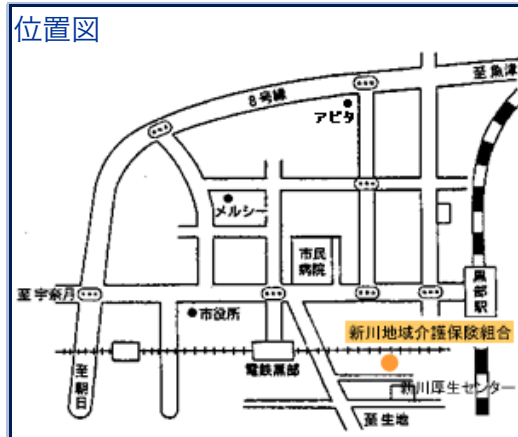 位置図
至魚津
8号線
アピタ
メルシー
市民
病院
至宇奈月
市役所
黒部駅
新川地域介護保険組合
電鉄黒部
至朝日
新川厚生センター
至生地